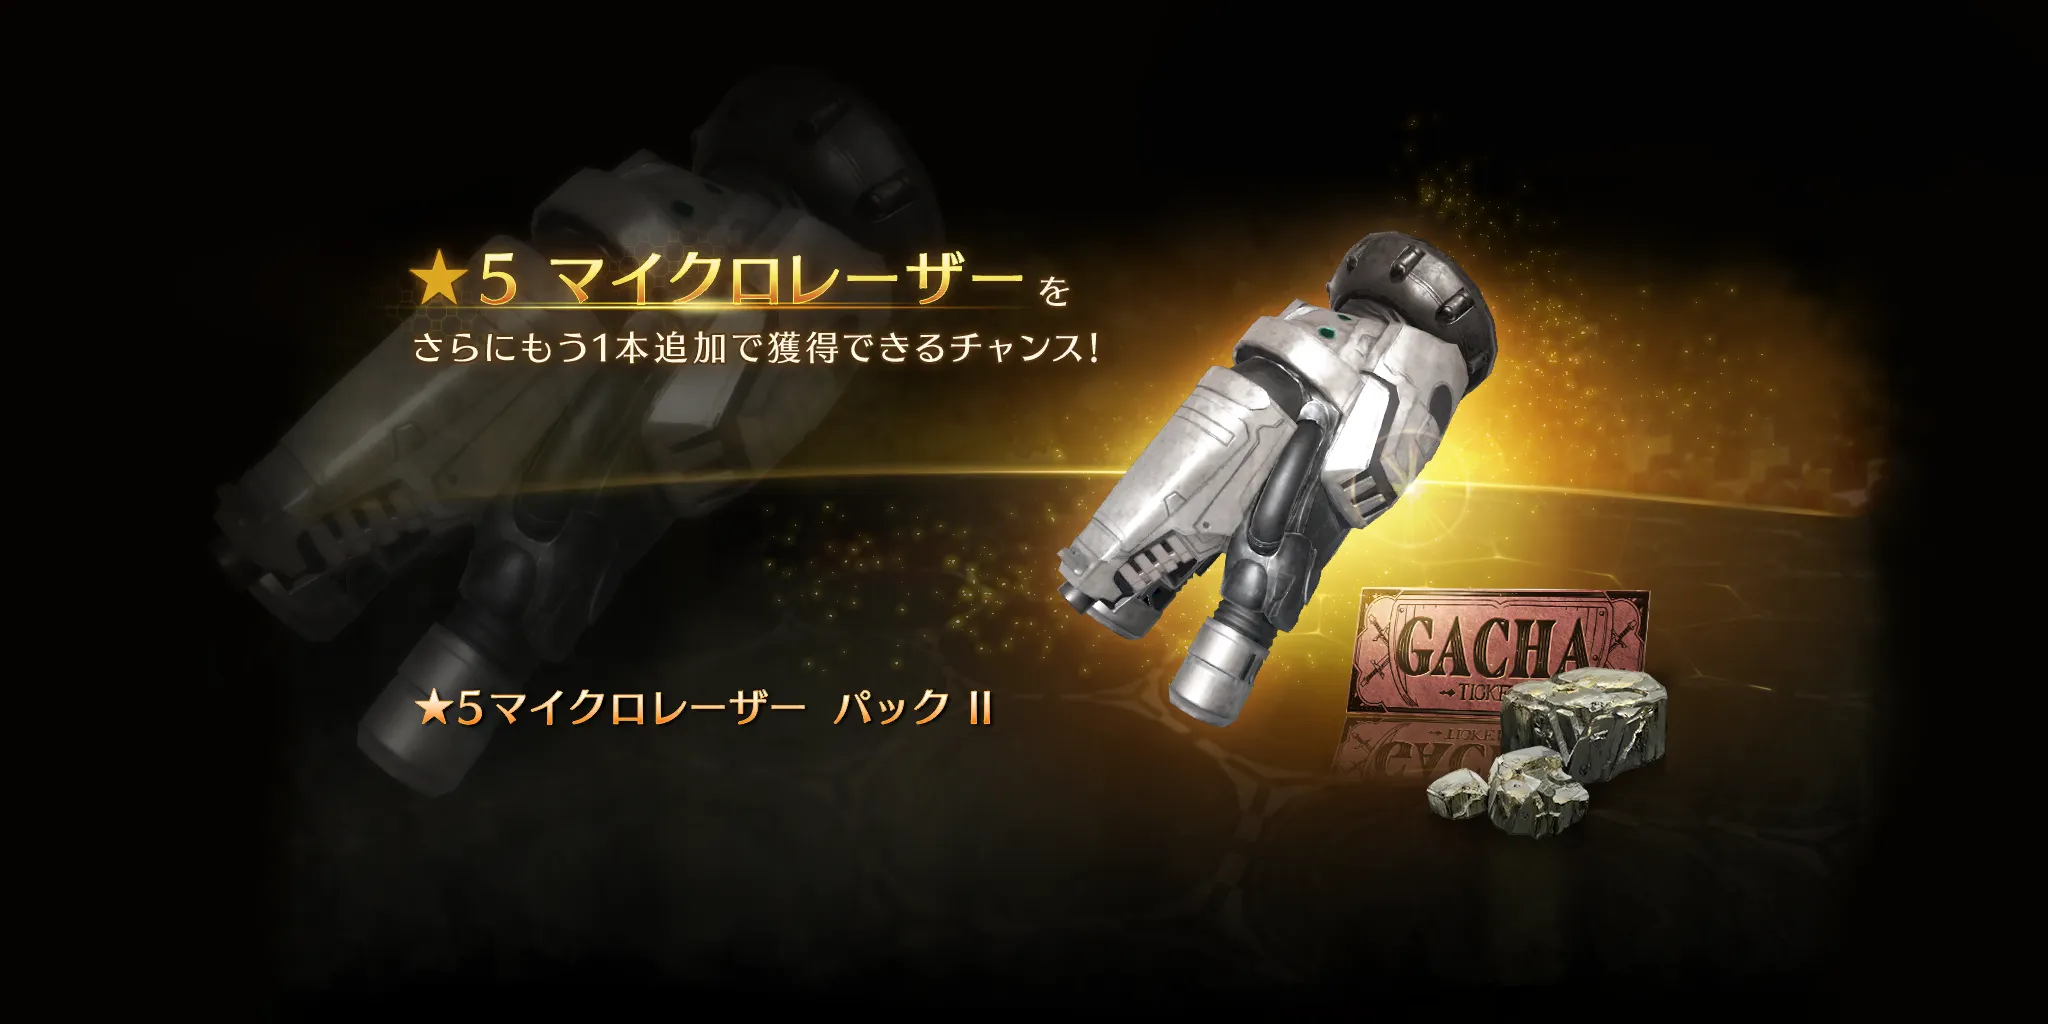 ★5 マイクロレーザーを
さらにもう1本追加で獲得できるチャンス!
GACHA
★5マイクロレーザー パック II